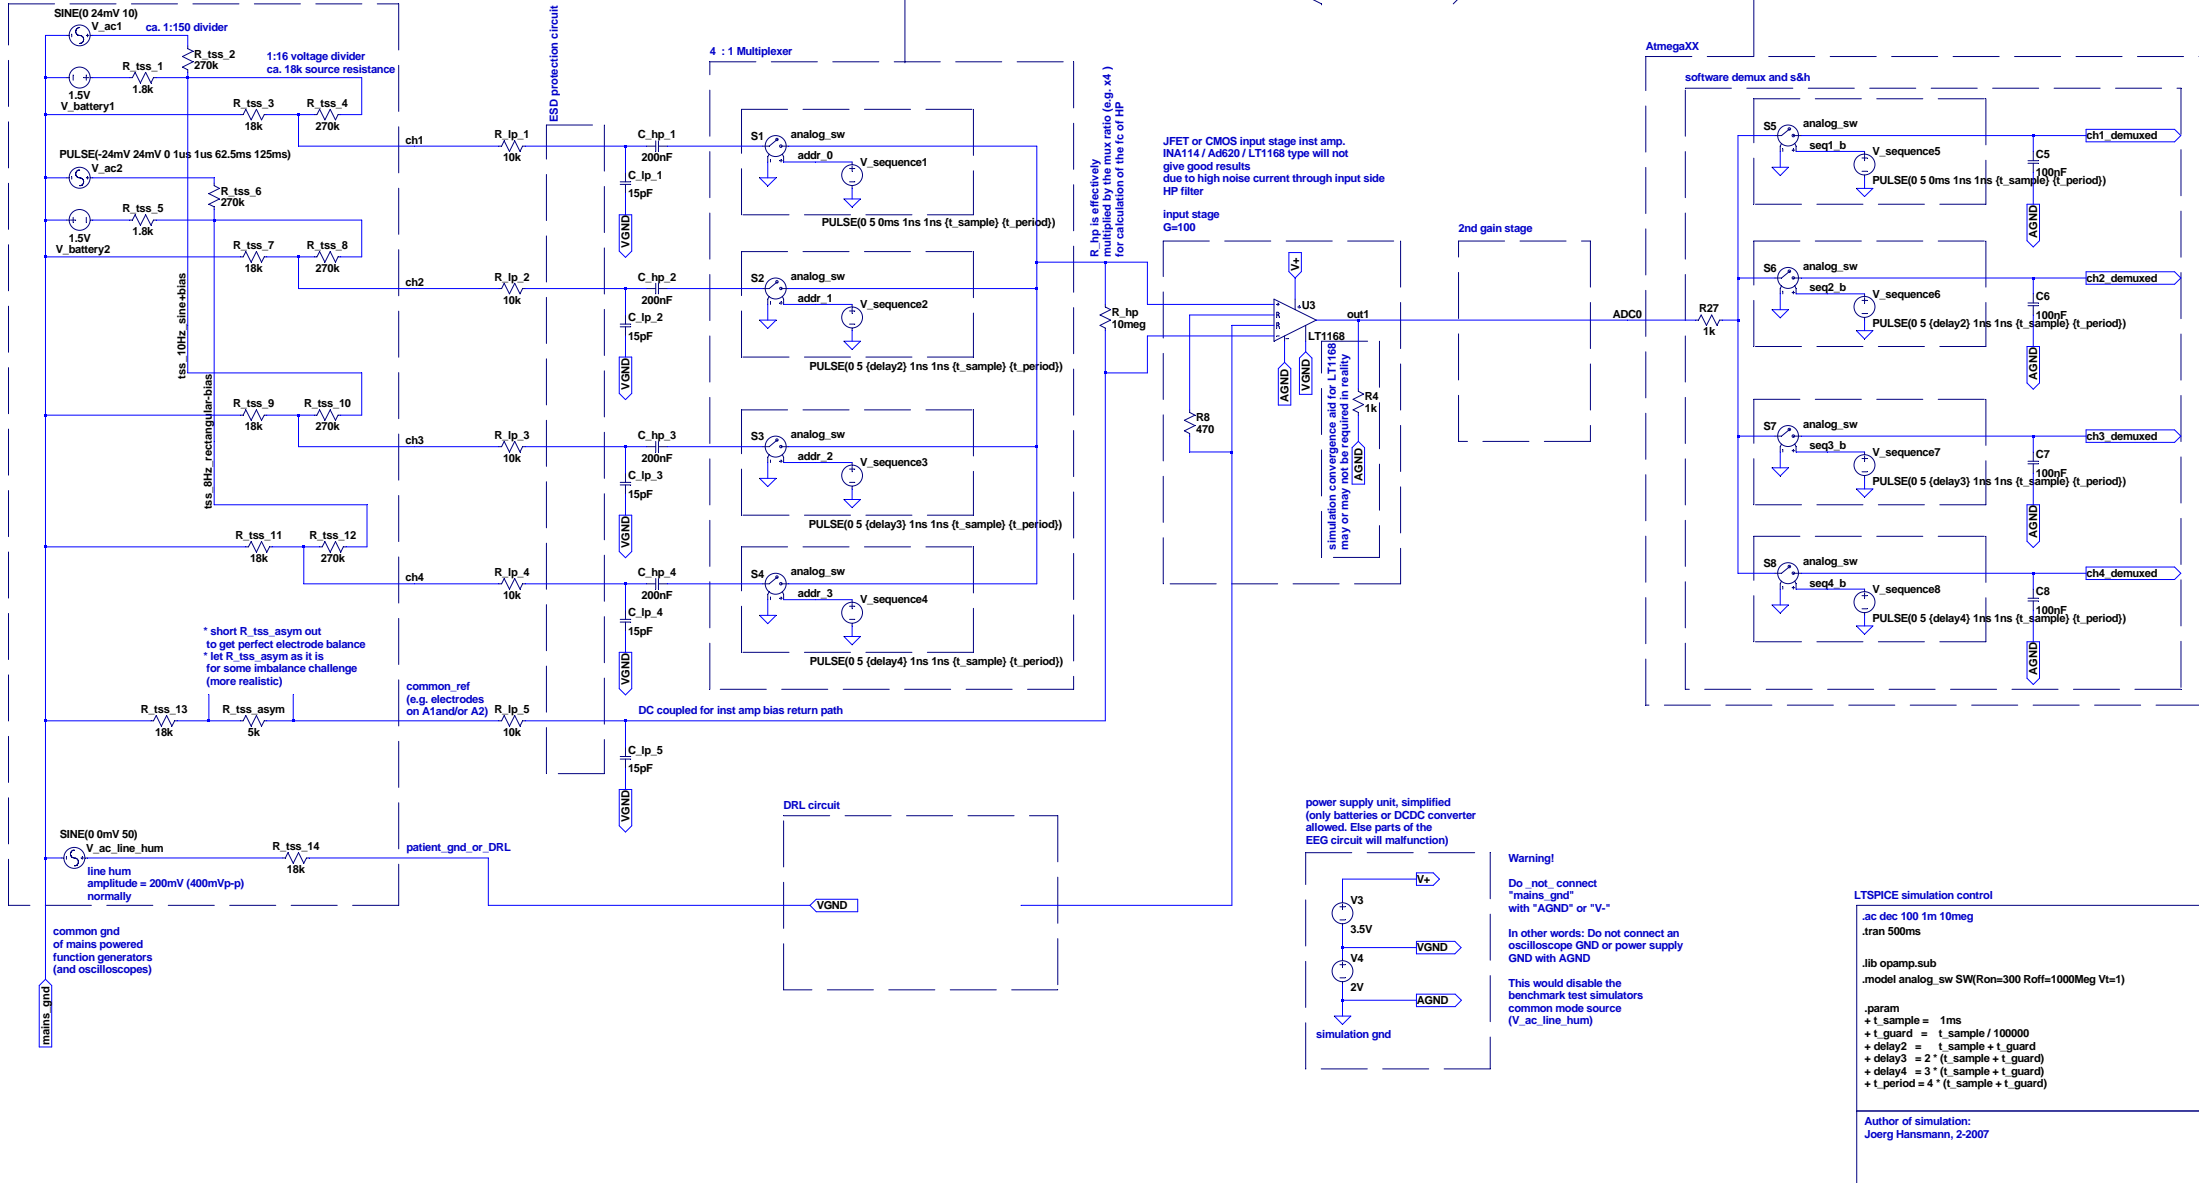 SINE(0 24mV 10)
V_ac1
ca. 1:150 divider
R_tss_2
270k
1:16 voltage divider
ca. 18k source resistance
R_tss_1
1.8k
1.5V
V_battery1
R_tss_3
18k
R_tss_4
270k
PULSE(-24mV 24mV 0 1us 1us 62.5ms 125ms)
V_ac2
R_tss_6
270k
R_tss_5
1.8k
1.5V
V_battery2
R_tss_7
18k
R_tss_8
270k
tss_10Hz_sine+bias
tss_8Hz_rectangular-bias
R_tss_9
18k
R_tss_10
270k
R_tss_11
18k
R_tss_12
270k
* short R_tss_asym out
to get perfect electrode balance
* let R_tss_asym as it is
for some imbalance challenge
(more realistic)
R_tss_13
18k
R_tss_asym
5k
common_ref
(e.g. electrodes
on A1and/or A2)
SINE(0 0mV 50)
V_ac_line_hum
R_tss_14
18k
line hum
amplitude = 200mV (400mVp-p)
normally
patient_gnd_or_DRL
common gnd
of mains powered
function generators
(and oscilloscopes)
mains_gnd
ESD protection circuit
ch1
R_lp_1
10k
C_hp_1
200nF
C_lp_1
15pF
VGND
ch2
R_lp_2
10k
C_hp_2
200nF
C_lp_2
15pF
VGND
ch3
R_lp_3
10k
C_hp_3
200nF
C_lp_3
15pF
VGND
ch4
R_lp_4
10k
C_hp_4
200nF
C_lp_4
15pF
VGND
R_lp_5
10k
DC coupled for inst amp bias return path
C_lp_5
15pF
VGND
4 : 1 Multiplexer
S1
analog_sw
addr_0
V_sequence1
PULSE(0 5 0ms 1ns 1ns {t_sample} {t_period})
S2
analog_sw
addr_1
V_sequence2
PULSE(0 5 {delay2} 1ns 1ns {t_sample} {t_period})
S3
analog_sw
addr_2
V_sequence3
PULSE(0 5 {delay3} 1ns 1ns {t_sample} {t_period})
S4
analog_sw
addr_3
V_sequence4
PULSE(0 5 {delay4} 1ns 1ns {t_sample} {t_period})
R_hp is effectively
multiplied by the mux ratio (e.g. x4 )
for calculation of the fc of HP
R_hp
10meg
JFET or CMOS input stage inst amp.
INA114 / Ad620 / LT1168 type will not
give good results
due to high noise current through input side
HP filter
input stage
G=100
V+
U3
LT1168
R
R
out1
AGND
VGND
R8
470
R4
1k
AGND
simulation convergence aid for LT1168
may or may not be required in reality
2nd gain stage
ADC0
DRL circuit
VGND
AtmegaXX
software demux and s&h
R27
1k
S5
analog_sw
seq1_b
V_sequence5
PULSE(0 5 0ms 1ns 1ns {t_sample} {t_period})
C5
100nF
AGND
ch1_demuxed
S6
analog_sw
seq2_b
V_sequence6
PULSE(0 5 {delay2} 1ns 1ns {t_sample} {t_period})
C6
100nF
AGND
ch2_demuxed
S7
analog_sw
seq3_b
V_sequence7
PULSE(0 5 {delay3} 1ns 1ns {t_sample} {t_period})
C7
100nF
AGND
ch3_demuxed
S8
analog_sw
seq4_b
V_sequence8
PULSE(0 5 {delay4} 1ns 1ns {t_sample} {t_period})
C8
100nF
AGND
ch4_demuxed
power supply unit, simplified
(only batteries or DCDC converter
allowed. Else parts of the
EEG circuit will malfunction)
V+
V3
3.5V
VGND
V4
2V
AGND
simulation gnd
Warning!
Do _not_ connect
"mains_gnd"
with "AGND" or "V-"
In other words: Do not connect an
oscilloscope GND or power supply
GND with AGND
This would disable the
benchmark test simulators
common mode source
(V_ac_line_hum)
LTSPICE simulation control
.ac dec 100 1m 10meg
.tran 500ms
.lib opamp.sub
.model analog_sw SW(Ron=300 Roff=1000Meg Vt=1)
.param
+ t_sample = 1ms
+ t_guard = t_sample / 100000
+ delay2 = t_sample + t_guard
+ delay3 = 2 * (t_sample + t_guard)
+ delay4 = 3 * (t_sample + t_guard)
+ t_period = 4 * (t_sample + t_guard)
Author of simulation:
Joerg Hansmann, 2-2007